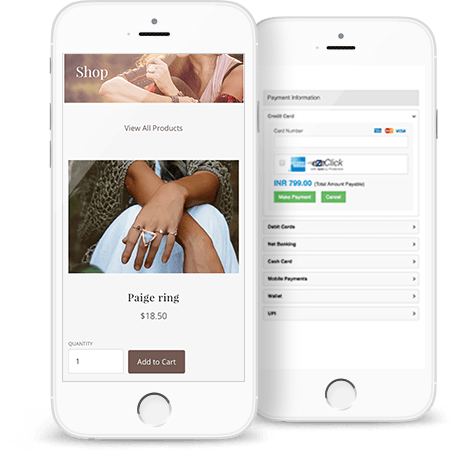 Shop
View All Products
Paige ring
$18.50
QUANTITY
1
Add to Cart
Payment Information
Credit Card
Card Number
VISA
ezeClick
INR 799.00 (Total Amount Payable)
Make Payment
Cancel
Debit Cards
Net Banking
Cash Card
Mobile Payments
Wallet
UPI